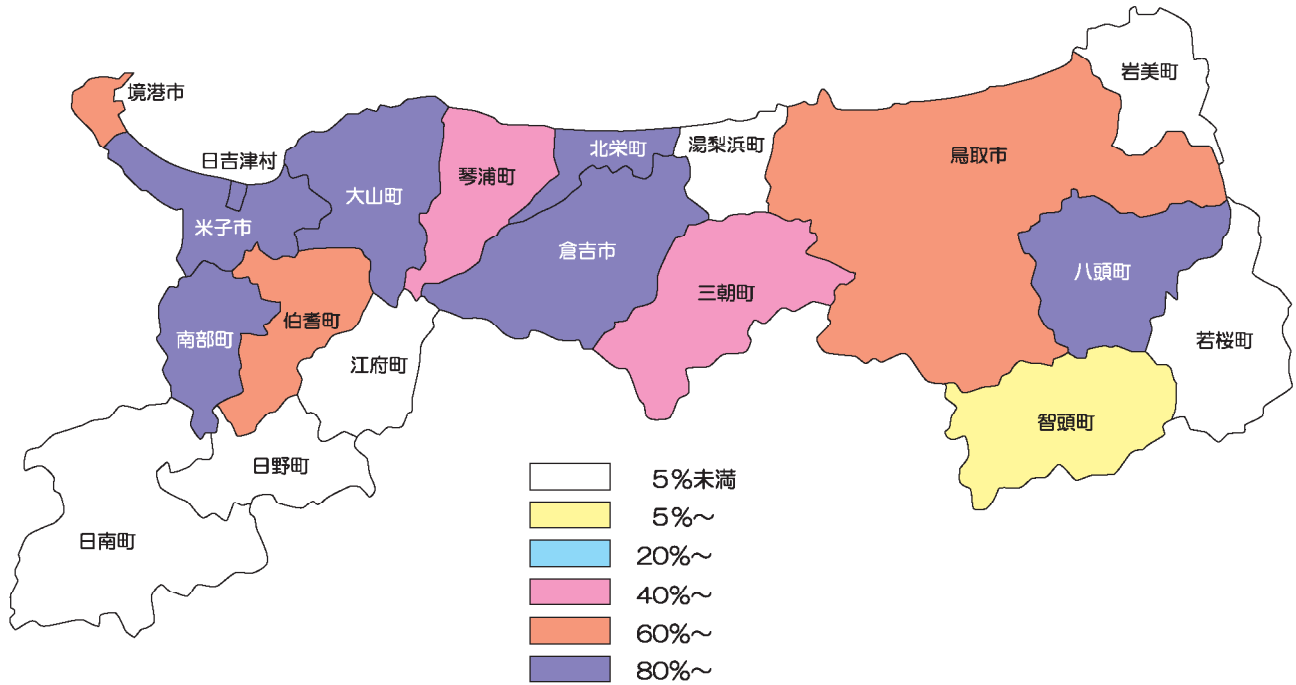 岩美町
境港市
湯梨浜町
北栄町
鳥取市
日吉津村
琴浦町
大山町
米子市
倉吉市
八頭町
三朝町
伯耆町
南部町
若桜町
江府町
智頭町
日野町
日南町
5%未満
5%～
20%～
40%～
60%～
80%～